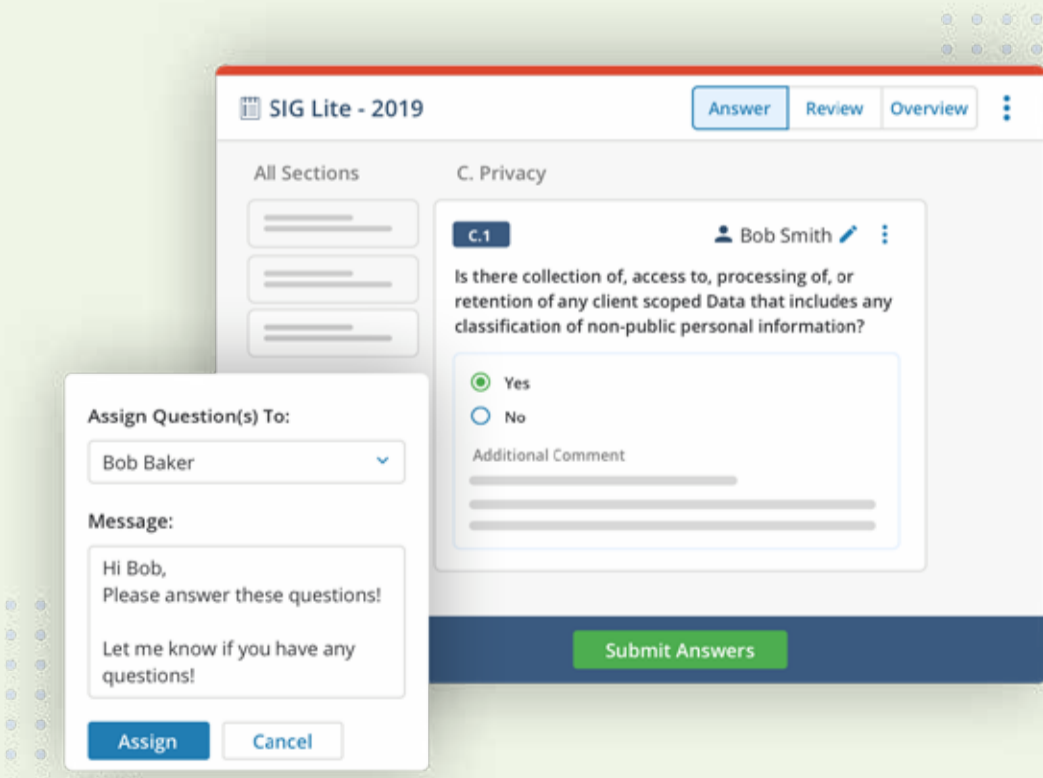 SIG Lite - 2019
Answer
Review
Overview
All Sections
C. Privacy
C.1
Bob Smith
Is there collection of, access to, processing of, or
retention of any client scoped Data that includes any
classification of non-public personal information?
Yes
No
Additional Comment
Submit Answers
Assign Question(s) To:
Bob Baker
Message:
Hi Bob,
Please answer these questions!
Let me know if you have any
questions!
Assign
Cancel